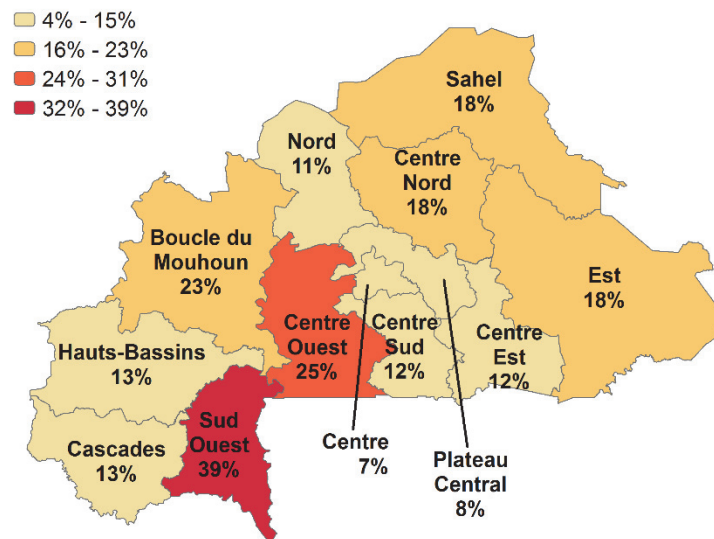 4% - 15%
16% - 23%
24% - 31%
32% - 39%
Sahel
18%
Nord
11%
Centre
Nord
18%
Boucle du
Mouhoun
23%
Est
18%
Centre
Ouest
25%
Centre
Sud
12%
Centre
Est
12%
Hauts-Bassins
13%
Sud
Ouest
39%
Cascades
13%
Centre
7%
Plateau
Central
8%